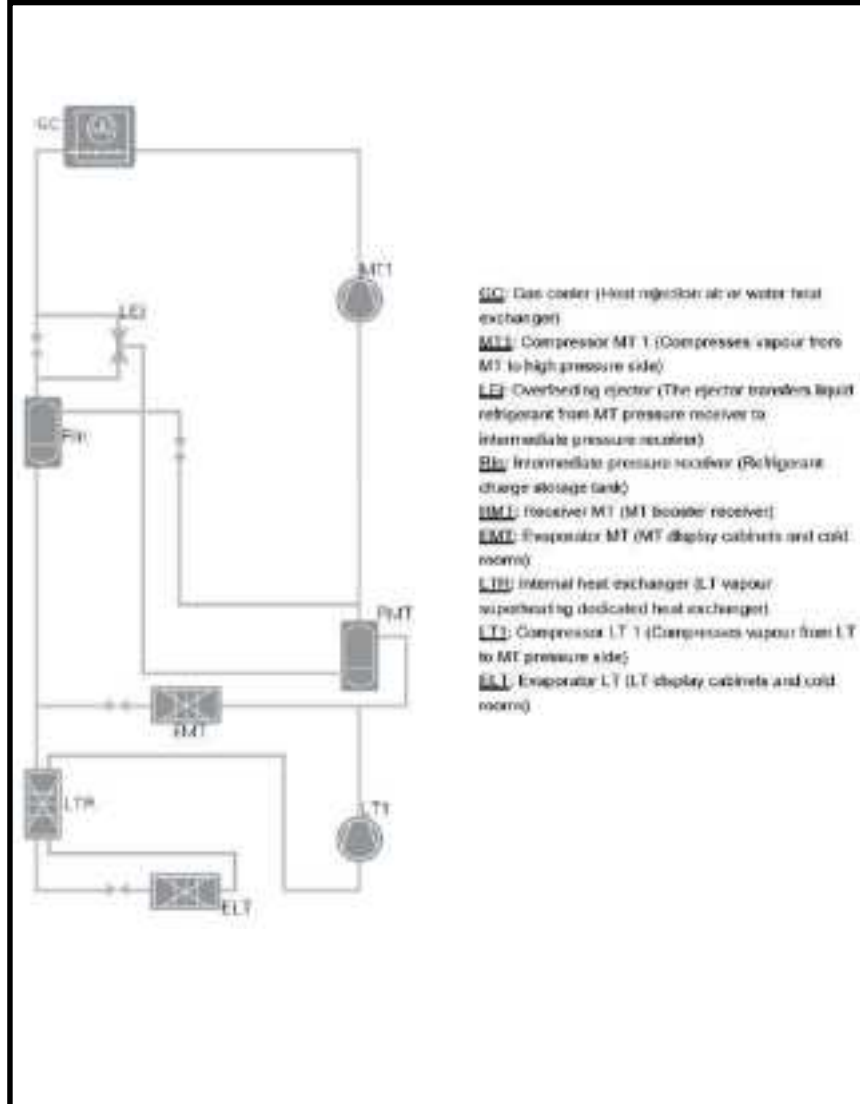 GC
MT1
LEJ
RIn
RMT
EMT
LTR
LT1
ELT
GC: Gas cooler (Heat rejection air or water heat
exchanger)
MT1: Compressor MT 1 (Compresses vapour from
MT to high pressure side)
LEJ: Overfeeding ejector (The ejector transfers liquid
refrigerant from MT pressure receiver to
intermediate pressure receiver)
RIn: Intermediate pressure receiver (Refrigerant
charge storage tank)
RMT: Receiver MT (MT booster receiver)
EMT: Evaporator MT (MT display cabinets and cold
rooms)
LTR: Internal heat exchanger (LT vapour
superheating dedicated heat exchanger)
LT1: Compressor LT 1 (Compresses vapour from LT
to MT pressure side)
ELT: Evaporator LT (LT display cabinets and cold
rooms)